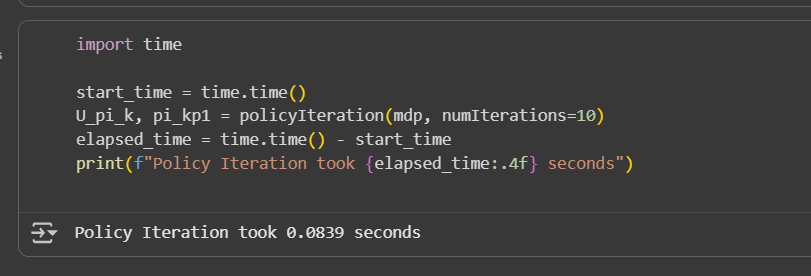 import time
start_time = time.time()
U_pi_k, pi_kp1 = policyIteration(mdp, numIterations=10)
elapsed_time = time.time() - start_time
print(f"Policy Iteration took {elapsed_time:.4f} seconds")
Policy Iteration took 0.0839 seconds